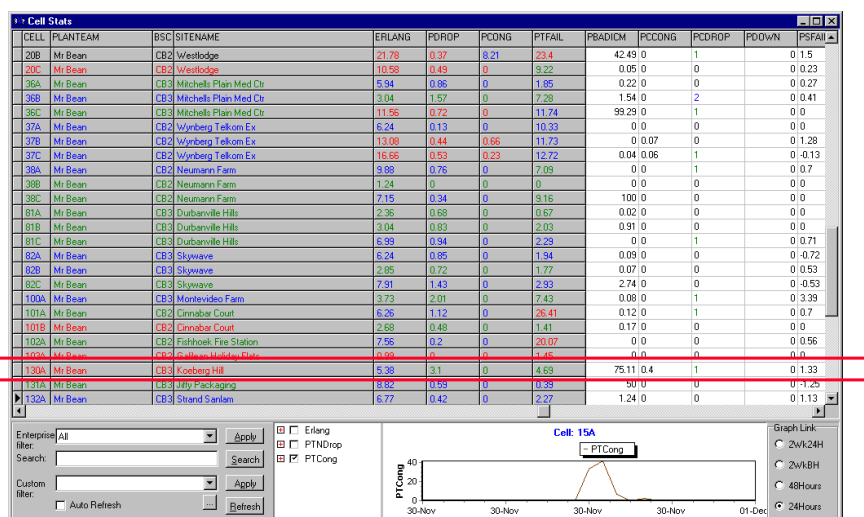 Cell Stats
CELL PLANTEAM BSC SITENAME ERLANG PDROP PCONG PTFAIL PBADICM PCCONG PCDROP PDOWN PSFAIL
20B Mr Bean CB2 Westlodge 21.78 0.37 8.21 23.4 42.49 0 1 0 1.5
20C Mr Bean CB2 Westlodge 10.58 0.49 0 9.22 0.05 0 0 0 0.23
36A Mr Bean CB3 Mitchells Plain Med Ctr 5.94 0.86 0 1.85 0.22 0 0 0 0.27
36B Mr Bean CB3 Mitchells Plain Med Ctr 3.04 1.57 0 7.28 1.54 0 2 0 0.41
36C Mr Bean CB3 Mitchells Plain Med Ctr 11.56 0.72 0 11.74 99.29 0 1 0 0
37A Mr Bean CB2 Wynberg Telkom Ex 6.24 0.13 0 10.33 0 0 0 0 0
37B Mr Bean CB2 Wynberg Telkom Ex 13.08 0.44 0.66 11.73 0 0.07 0 0 1.28
37C Mr Bean CB2 Wynberg Telkom Ex 16.66 0.53 0.23 12.72 0.04 0.06 1 0 -0.13
38A Mr Bean CB2 Neumann Farm 9.88 0.76 0 7.09 0 0 1 0 0.7
38B Mr Bean CB2 Neumann Farm 1.24 0 0 0 0 0 0 0 0
38C Mr Bean CB2 Neumann Farm 7.15 0.34 0 9.16 100 0 0 0 0
81A Mr Bean CB3 Durbanville Hills 2.36 0.68 0 0.67 0.02 0 0 0 0
81B Mr Bean CB3 Durbanville Hills 3.04 0.83 0 2.03 0.91 0 0 0 0
81C Mr Bean CB3 Durbanville Hills 6.99 0.94 0 2.29 0 0 1 0 0.71
82A Mr Bean CB3 Skywave 6.24 0.85 0 1.94 0.09 0 0 0 -0.72
82B Mr Bean CB3 Skywave 2.85 0.72 0 1.77 0.07 0 0 0 0.53
82C Mr Bean CB3 Skywave 7.91 1.43 0 2.93 2.74 0 0 0 -0.53
100A Mr Bean CB3 Montevideo Farm 3.73 2.01 0 7.43 0.08 0 1 0 3.39
101A Mr Bean CB2 Cinnabar Court 6.26 1.12 0 26.41 0.12 0 1 0 0.7
101B Mr Bean CB2 Cinnabar Court 2.68 0.48 0 1.41 0.17 0 0 0 0
102A Mr Bean CB2 Fishhoek Fire Station 7.56 0.2 0 20.07 0 0 0 0 0.56
103A Mr Bean CB2 Holiday Flats 0.99 0 0 1.45 0 0 0 0 0
130A Mr Bean CB3 Koeberg Hill 5.38 3.1 0 4.69 75.11 0.4 1 0 1.33
131A Mr Bean CB3 Jiffy Packaging 8.82 0.59 0 0.39 50 0 0 0 -1.25
132A Mr Bean CB3 Strand Sanlam 6.77 0.42 0 2.27 1.24 0 0 0 1.13
Enterprise filter: All Apply
Search: Search
Custom filter: Apply
Auto Refresh ... Refresh
Erlang
PTNDrop
PTCong
Cell: 15A
PTCong
PTCong
40
20
0
30-Nov 30-Nov 30-Nov 30-Nov 01-Dec
Graph Link
2Wk24H
2WkBH
48Hours
24Hours